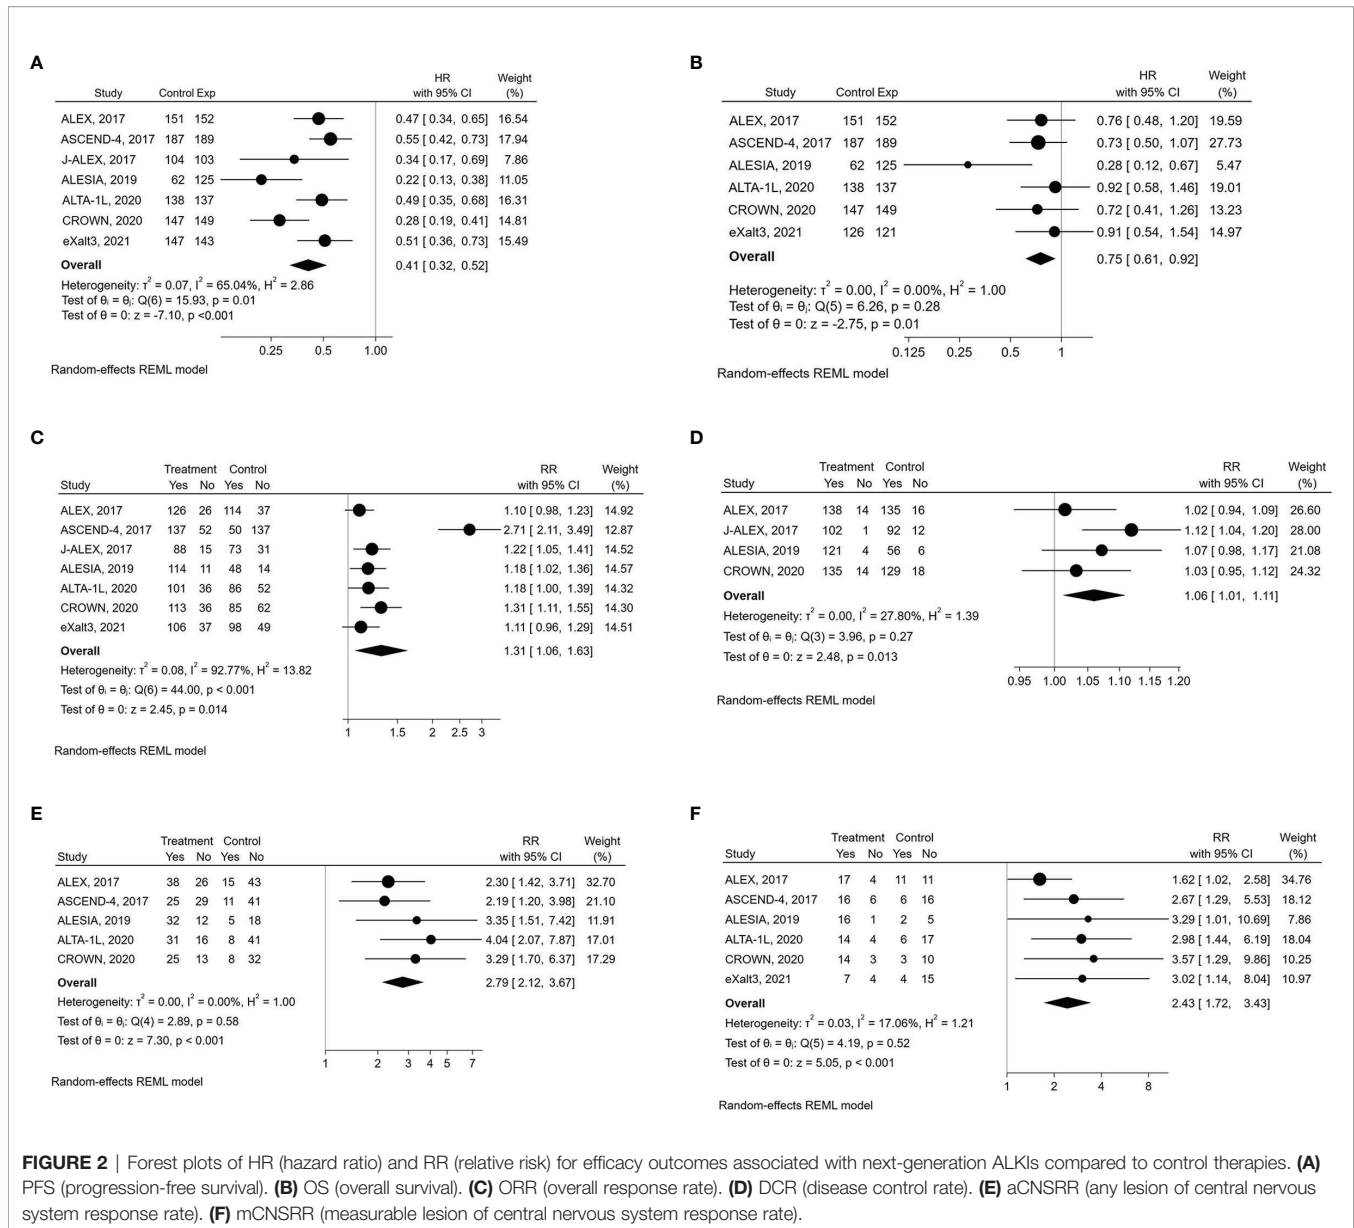 A
HR Weight
Study Control Exp with 95% CI (%)
ALEX, 2017 151 152 0.47 [ 0.34, 0.65] 16.54
ASCEND-4, 2017 187 189 0.55 [ 0.42, 0.73] 17.94
J-ALEX, 2017 104 103 0.34 [ 0.17, 0.69] 7.86
ALESIA, 2019 62 125 0.22 [ 0.13, 0.38] 11.05
ALTA-1L, 2020 138 137 0.49 [ 0.35, 0.68] 16.31
CROWN, 2020 147 149 0.28 [ 0.19, 0.41] 14.81
eXalt3, 2021 147 143 0.51 [ 0.36, 0.73] 15.49
Overall 0.41 [ 0.32, 0.52]
Heterogeneity: τ² = 0.07, I² = 65.04%, H² = 2.86
Test of θᵢ = θⱼ: Q(6) = 15.93, p = 0.01
Test of θ = 0: z = -7.10, p <0.001
0.25 0.5 1.00
Random-effects REML model
B
HR Weight
Study Control Exp with 95% CI (%)
ALEX, 2017 151 152 0.76 [ 0.48, 1.20] 19.59
ASCEND-4, 2017 187 189 0.73 [ 0.50, 1.07] 27.73
ALESIA, 2019 62 125 0.28 [ 0.12, 0.67] 5.47
ALTA-1L, 2020 138 137 0.92 [ 0.58, 1.46] 19.01
CROWN, 2020 147 149 0.72 [ 0.41, 1.26] 13.23
eXalt3, 2021 126 121 0.91 [ 0.54, 1.54] 14.97
Overall 0.75 [ 0.61, 0.92]
Heterogeneity: τ² = 0.00, I² = 0.00%, H² = 1.00
Test of θᵢ = θⱼ: Q(5) = 6.26, p = 0.28
Test of θ = 0: z = -2.75, p = 0.01
0.125 0.25 0.5 1
Random-effects REML model
C
Treatment Control RR Weight
Study Yes No Yes No with 95% CI (%)
ALEX, 2017 126 26 114 37 1.10 [ 0.98, 1.23] 14.92
ASCEND-4, 2017 137 52 50 137 2.71 [ 2.11, 3.49] 12.87
J-ALEX, 2017 88 15 73 31 1.22 [ 1.05, 1.41] 14.52
ALESIA, 2019 114 11 48 14 1.18 [ 1.02, 1.36] 14.57
ALTA-1L, 2020 101 36 86 52 1.18 [ 1.00, 1.39] 14.32
CROWN, 2020 113 36 85 62 1.31 [ 1.11, 1.55] 14.30
eXalt3, 2021 106 37 98 49 1.11 [ 0.96, 1.29] 14.51
Overall 1.31 [ 1.06, 1.63]
Heterogeneity: τ² = 0.08, I² = 92.77%, H² = 13.82
Test of θᵢ = θⱼ: Q(6) = 44.00, p < 0.001
Test of θ = 0: z = 2.45, p = 0.014
1 1.5 2 2.5 3
Random-effects REML model
D
Treatment Control RR Weight
Study Yes No Yes No with 95% CI (%)
ALEX, 2017 138 14 135 16 1.02 [ 0.94, 1.09] 26.60
J-ALEX, 2017 102 1 92 12 1.12 [ 1.04, 1.20] 28.00
ALESIA, 2019 121 4 56 6 1.07 [ 0.98, 1.17] 21.08
CROWN, 2020 135 14 129 18 1.03 [ 0.95, 1.12] 24.32
Overall 1.06 [ 1.01, 1.11]
Heterogeneity: τ² = 0.00, I² = 27.80%, H² = 1.39
Test of θᵢ = θⱼ: Q(3) = 3.96, p = 0.27
Test of θ = 0: z = 2.48, p = 0.013
0.95 1.00 1.05 1.10 1.15 1.20
Random-effects REML model
E
Treatment Control RR Weight
Study Yes No Yes No with 95% CI (%)
ALEX, 2017 38 26 15 43 2.30 [ 1.42, 3.71] 32.70
ASCEND-4, 2017 25 29 11 41 2.19 [ 1.20, 3.98] 21.10
ALESIA, 2019 32 12 5 18 3.35 [ 1.51, 7.42] 11.91
ALTA-1L, 2020 31 16 8 41 4.04 [ 2.07, 7.87] 17.01
CROWN, 2020 25 13 8 32 3.29 [ 1.70, 6.37] 17.29
Overall 2.79 [ 2.12, 3.67]
Heterogeneity: τ² = 0.00, I² = 0.00%, H² = 1.00
Test of θᵢ = θⱼ: Q(4) = 2.89, p = 0.58
Test of θ = 0: z = 7.30, p < 0.001
1 2 3 4 5 7
Random-effects REML model
F
Treatment Control RR Weight
Study Yes No Yes No with 95% CI (%)
ALEX, 2017 17 4 11 11 1.62 [ 1.02, 2.58] 34.76
ASCEND-4, 2017 16 6 6 16 2.67 [ 1.29, 5.53] 18.12
ALESIA, 2019 16 1 2 5 3.29 [ 1.01, 10.69] 7.86
ALTA-1L, 2020 14 4 6 17 2.98 [ 1.44, 6.19] 18.04
CROWN, 2020 14 3 3 10 3.57 [ 1.29, 9.86] 10.25
eXalt3, 2021 7 4 4 15 3.02 [ 1.14, 8.04] 10.97
Overall 2.43 [ 1.72, 3.43]
Heterogeneity: τ² = 0.03, I² = 17.06%, H² = 1.21
Test of θᵢ = θⱼ: Q(5) = 4.19, p = 0.52
Test of θ = 0: z = 5.05, p < 0.001
1 2 4 8
Random-effects REML model
FIGURE 2 | Forest plots of HR (hazard ratio) and RR (relative risk) for efficacy outcomes associated with next-generation ALKIs compared to control therapies. (A)
PFS (progression-free survival). (B) OS (overall survival). (C) ORR (overall response rate). (D) DCR (disease control rate). (E) aCNSRR (any lesion of central nervous
system response rate). (F) mCNSRR (measurable lesion of central nervous system response rate).